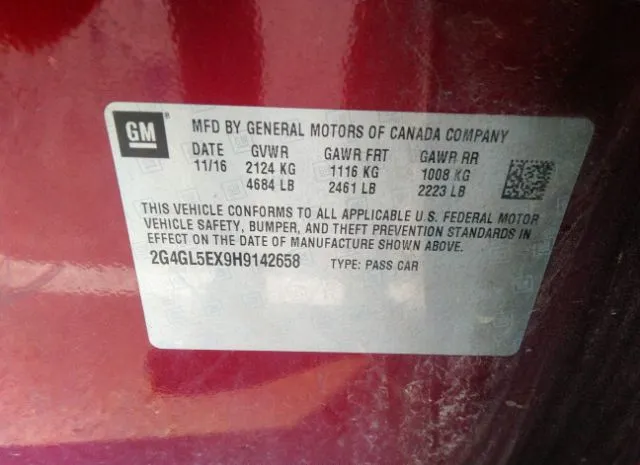 GM
MFD BY GENERAL MOTORS OF CANADA COMPANY
DATE GVWR GAWR FRT GAWR RR
11/16 2124 KG 1116 KG 1008 KG
4684 LB 2461 LB 2223 LB
THIS VEHICLE CONFORMS TO ALL APPLICABLE U.S. FEDERAL MOTOR
VEHICLE SAFETY, BUMPER, AND THEFT PREVENTION STANDARDS IN
EFFECT ON THE DATE OF MANUFACTURE SHOWN ABOVE.
2G4GL5EX9H9142658 TYPE: PASS CAR